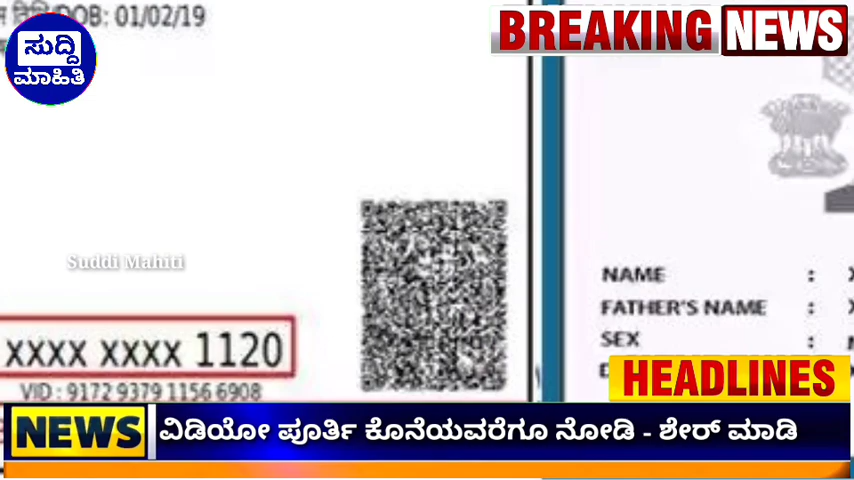 DOB: 01/02/19
ಸುದ್ದಿ
ಮಾಹಿತಿ
BREAKING NEWS
Suddi Mahiti
NAME :
FATHER'S NAME :
SEX :
xxxx xxxx 1120
VID : 9172 9379 1156 6908
HEADLINES
NEWS ವಿಡಿಯೋ ಪೂರ್ತಿ ಕೊನೆಯವರೆಗೂ ನೋಡಿ - ಶೇರ್ ಮಾಡಿ